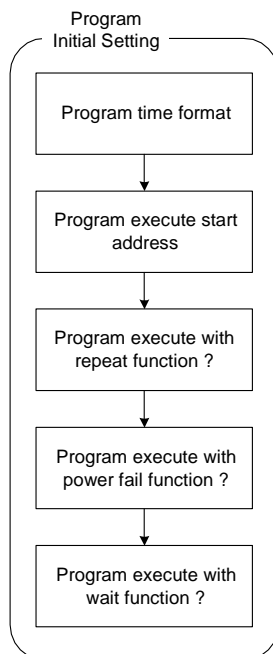 Program
Initial Setting
Program time format
Program execute start
address
Program execute with
repeat function ?
Program execute with
power fail function ?
Program execute with
wait function ?